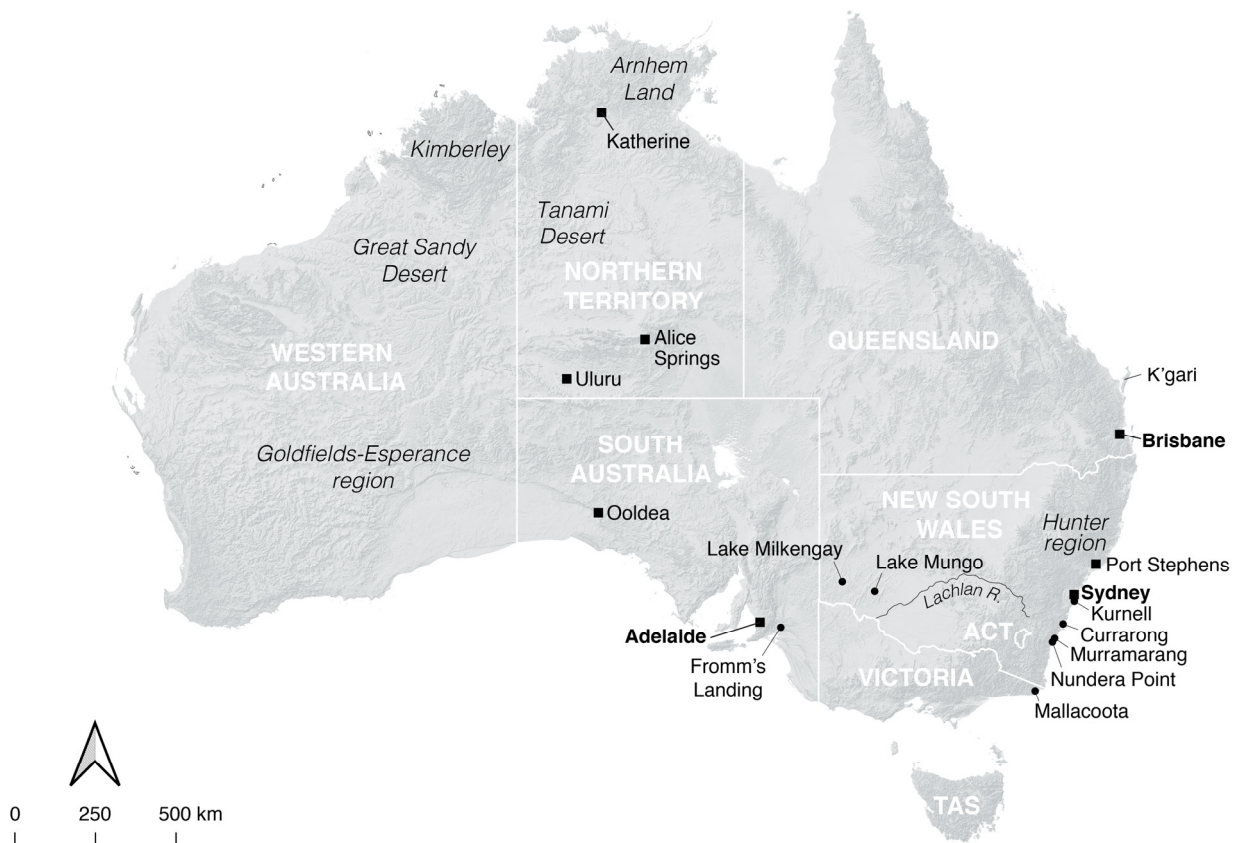 Arnhem
Land
Katherine
Kimberley
Tanami
Desert
Great Sandy
Desert
NORTHERN
TERRITORY
Alice
Springs
QUEENSLAND
WESTERN
AUSTRALIA
Uluru
K'gari
Brisbane
SOUTH
AUSTRALIA
Goldfields-Esperance
region
NEW SOUTH
WALES
Ooldea
Hunter
region
Lake Milkengay
Lake Mungo
Port Stephens
Lachlan R.
Sydney
Kurnell
Adelalde
ACT
Currarong
Murramarang
Fromm's
Landing
VICTORIA
Nundera Point
Mallacoota
TAS
0 250 500 km